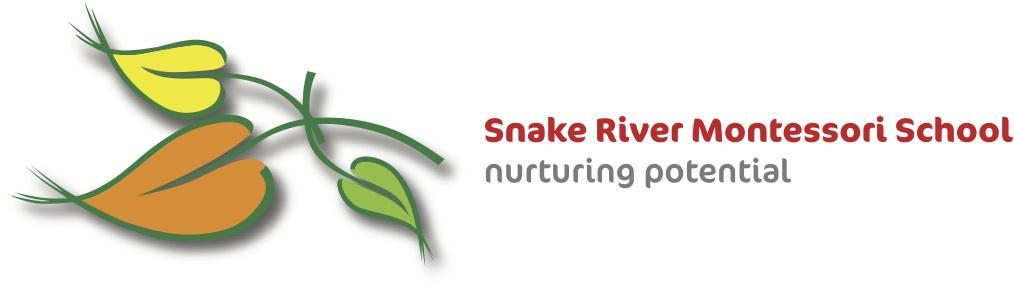 Snake River Montessori School
nurturing potential